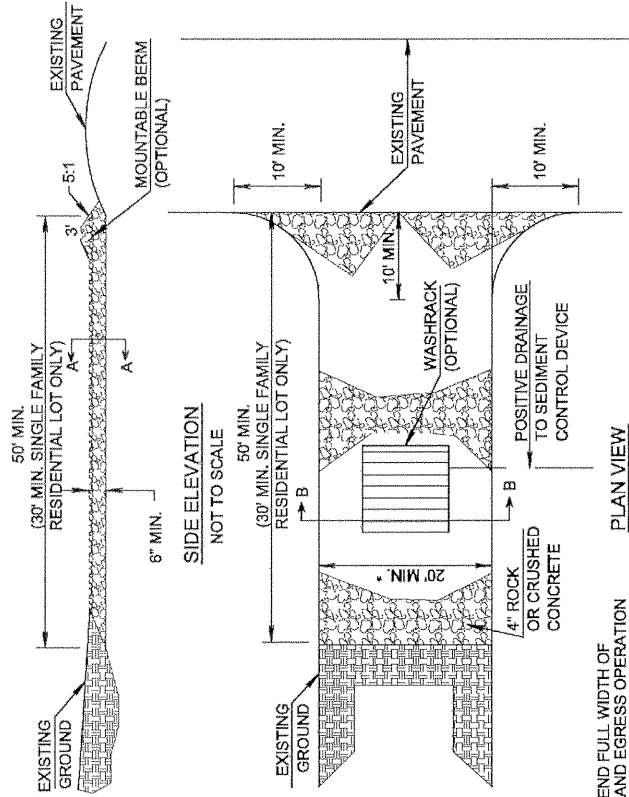 50' MIN.
(30' MIN. SINGLE FAMILY
RESIDENTIAL LOT ONLY)
EXISTING
PAVEMENT
EXISTING
GROUND
6" MIN.
A
A
3'
5:1
MOUNTABLE BERM
(OPTIONAL)
SIDE ELEVATION
NOT TO SCALE
50' MIN.
(30' MIN. SINGLE FAMILY
RESIDENTIAL LOT ONLY)
10' MIN.
WASHRACK
(OPTIONAL)
10' MIN.
EXISTING
PAVEMENT
10' MIN.
EXISTING
GROUND
B
B
20' MIN. *
4" ROCK
OR CRUSHED
CONCRETE
POSITIVE DRAINAGE
TO SEDIMENT
CONTROL DEVICE
PLAN VIEW
END FULL WIDTH OF
AND EGRESS OPERATION